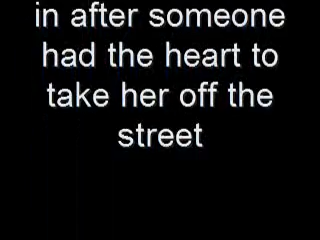 in after someone
had the heart to
take her off the
street